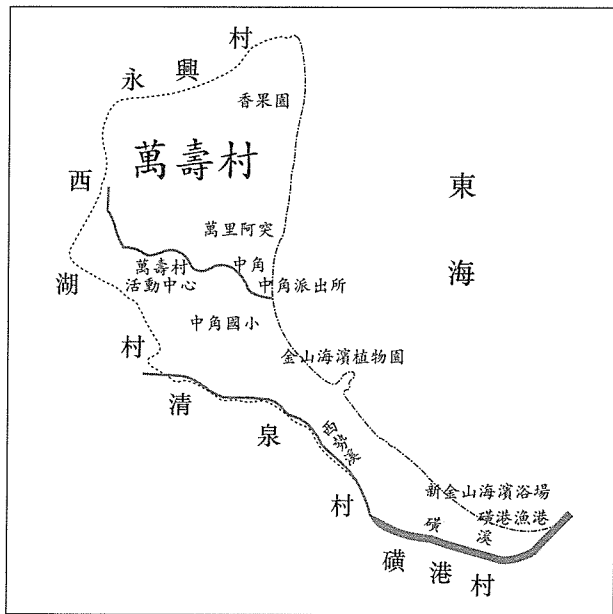 永興村
香果園
萬壽村
東海
西湖村
萬里阿突
萬壽村
活動中心
中角
中角派出所
中角國小
金山海濱植物園
清泉村
西勞溪
新金山海濱浴場
磺港漁港
磺溪
磺港村